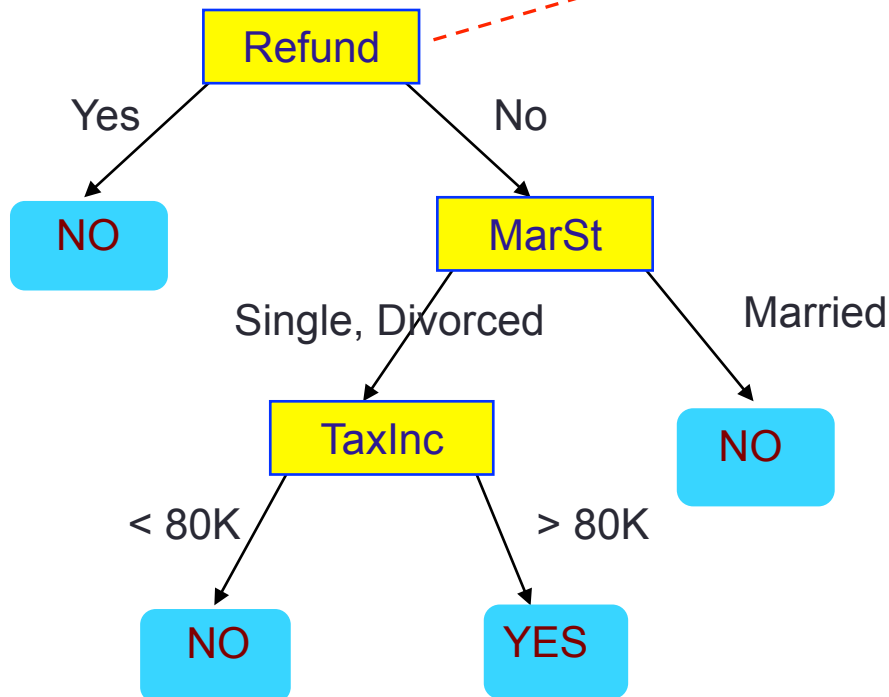 Refund
Yes
No
NO
MarSt
Single, Divorced
Married
TaxInc
NO
< 80K
> 80K
NO
YES